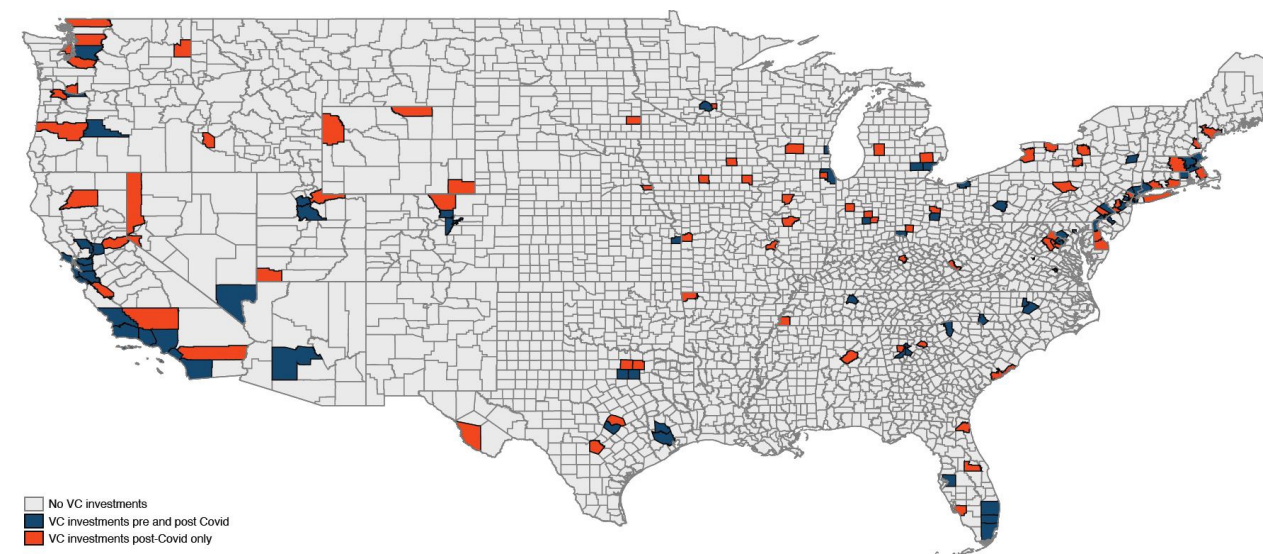 No VC investments
VC investments pre and post Covid
VC investments post-Covid only